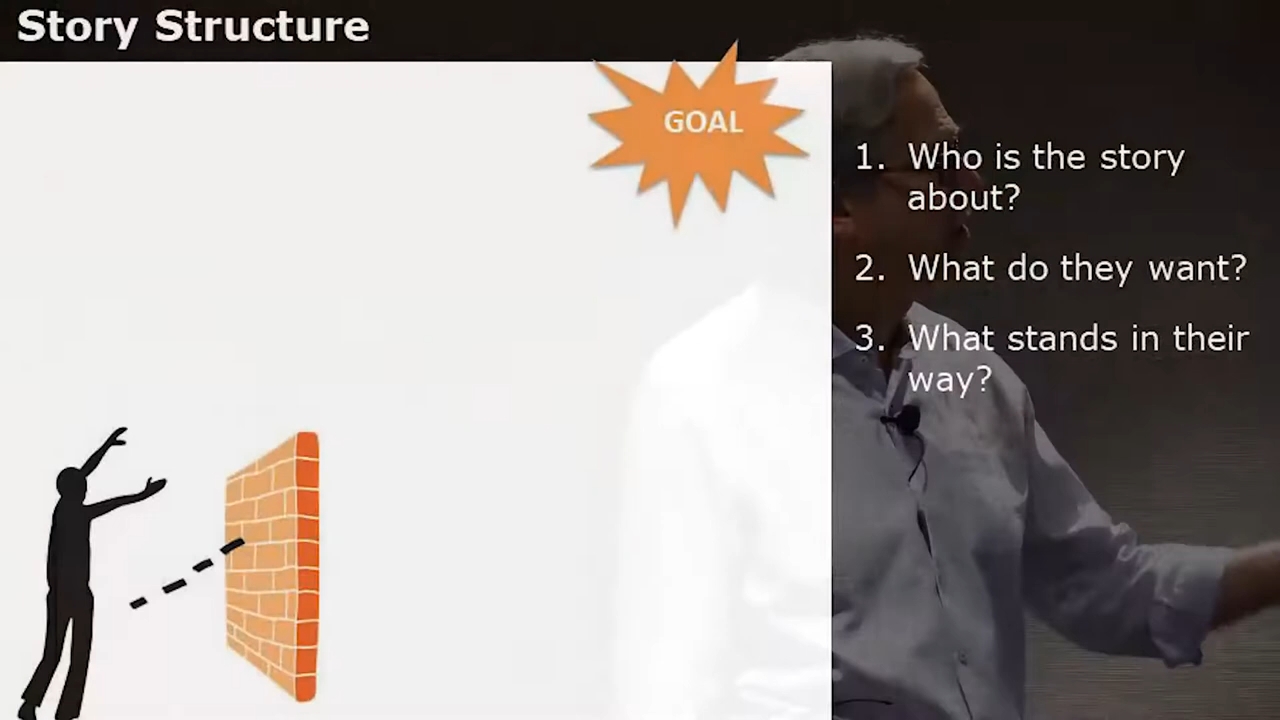 Story Structure
GOAL
1. Who is the story
about?
2. What do they want?
3. What stands in their
way?